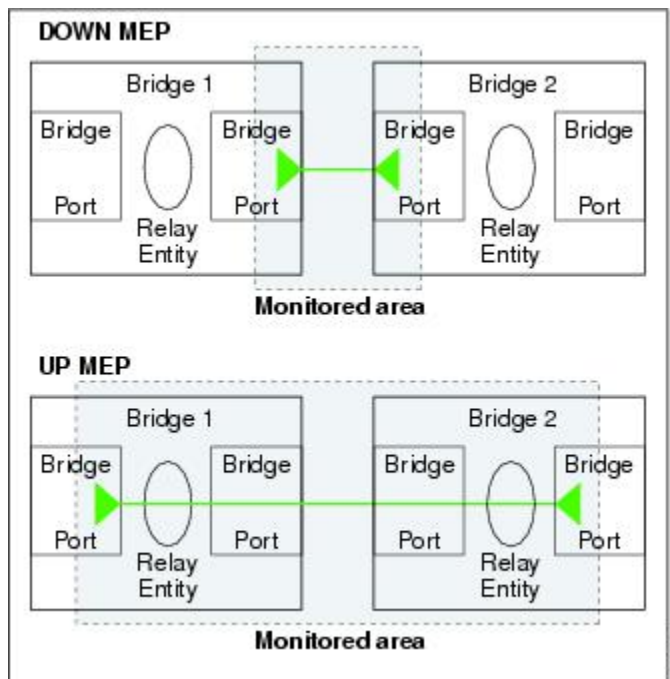 DOWN MEP
Bridge 1
Bridge 2
Bridge
Bridge
Bridge
Bridge
Port
Port
Port
Port
Relay
Entity
Relay
Entity
Monitored area
UP MEP
Bridge 1
Bridge 2
Bridge
Bridge
Bridge
Bridge
Port
Port
Port
Port
Relay
Entity
Relay
Entity
Monitored area